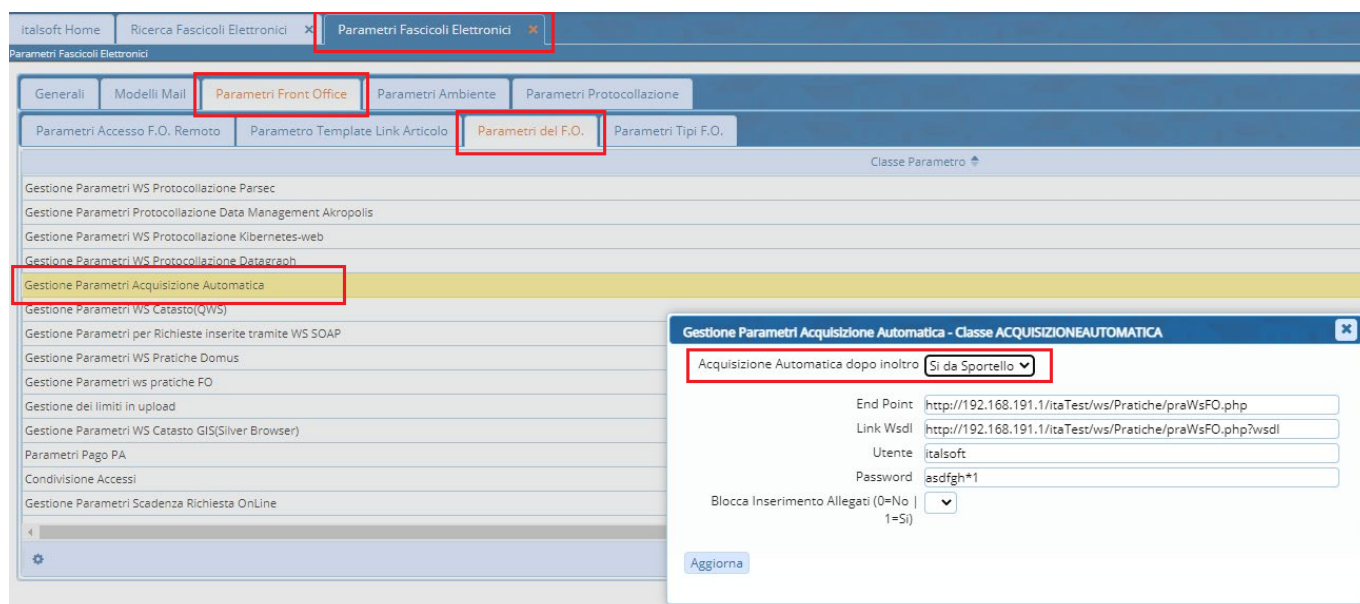 italsoft Home Ricerca Fascicoli Elettronici × Parametri Fascicoli Elettronici ×
Parametri Fascicoli Elettronici
Generali Modelli Mail Parametri Front Office Parametri Ambiente Parametri Protocollazione
Parametri Accesso F.O. Remoto Parametro Template Link Articolo Parametri del F.O. Parametri Tipi F.O.
Classe Parametro
Gestione Parametri WS Protocollazione Parsec
Gestione Parametri Protocollazione Data Management Akropolis
Gestione Parametri WS Protocollazione Kibernetes-web
Gestione Parametri WS Protocollazione Datagraph
Gestione Parametri Acquisizione Automatica
Gestione Parametri WS Catasto(QWS)
Gestione Parametri per Richieste inserite tramite WS SOAP
Gestione Parametri WS Pratiche Domus
Gestione Parametri ws pratiche FO
Gestione dei limiti in upload
Gestione Parametri WS Catasto GIS(Silver Browser)
Parametri Pago PA
Condivisione Accessi
Gestione Parametri Scadenza Richiesta OnLine
Gestione Parametri Acquisizione Automatica - Classe ACQUISIZIONEAUTOMATICA ×
Acquisizione Automatica dopo inoltro Si da Sportello
End Point http://192.168.191.1/itaTest/ws/Pratiche/praWsFO.php
Link Wsdl http://192.168.191.1/itaTest/ws/Pratiche/praWsFO.php?wsdl
Utente italsoft
Password asdfgh*1
Blocca Inserimento Allegati (0=No |
1=Si)
Aggiorna